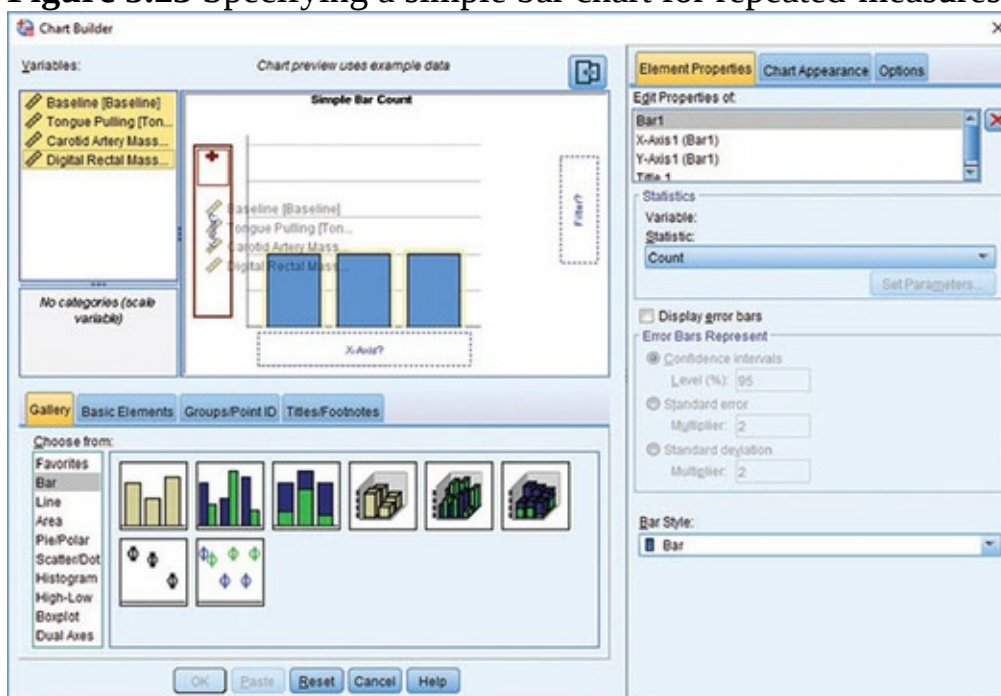 Figure 5.23 Specifying a simple bar chart for repeated-measures
Chart Builder
Variables:
Chart preview uses example data
Baseline [Baseline]
Tongue Pulling [Ton...
Carotid Artery Mass...
Digital Rectal Mass...
No categories (scale
variable)
Simple Bar Count
Baseline [Baseline]
Tongue Pulling [Ton...
Carotid Artery Mass...
Digital Rectal Mass...
Filter?
X-Axis?
Gallery
Basic Elements
Groups/Point ID
Titles/Footnotes
Choose from:
Favorites
Bar
Line
Area
Pie/Polar
Scatter/Dot
Histogram
High-Low
Boxplot
Dual Axes
OK
Paste
Reset
Cancel
Help
Element Properties
Chart Appearance
Options
Edit Properties of:
Bar1
X-Axis1 (Bar1)
Y-Axis1 (Bar1)
Title 1
Statistics
Variable:
Statistic:
Count
Set Parameters...
Display error bars
Error Bars Represent
Confidence intervals
Level (%): 95
Standard error
Multiplier: 2
Standard deviation
Multiplier: 2
Bar Style:
Bar